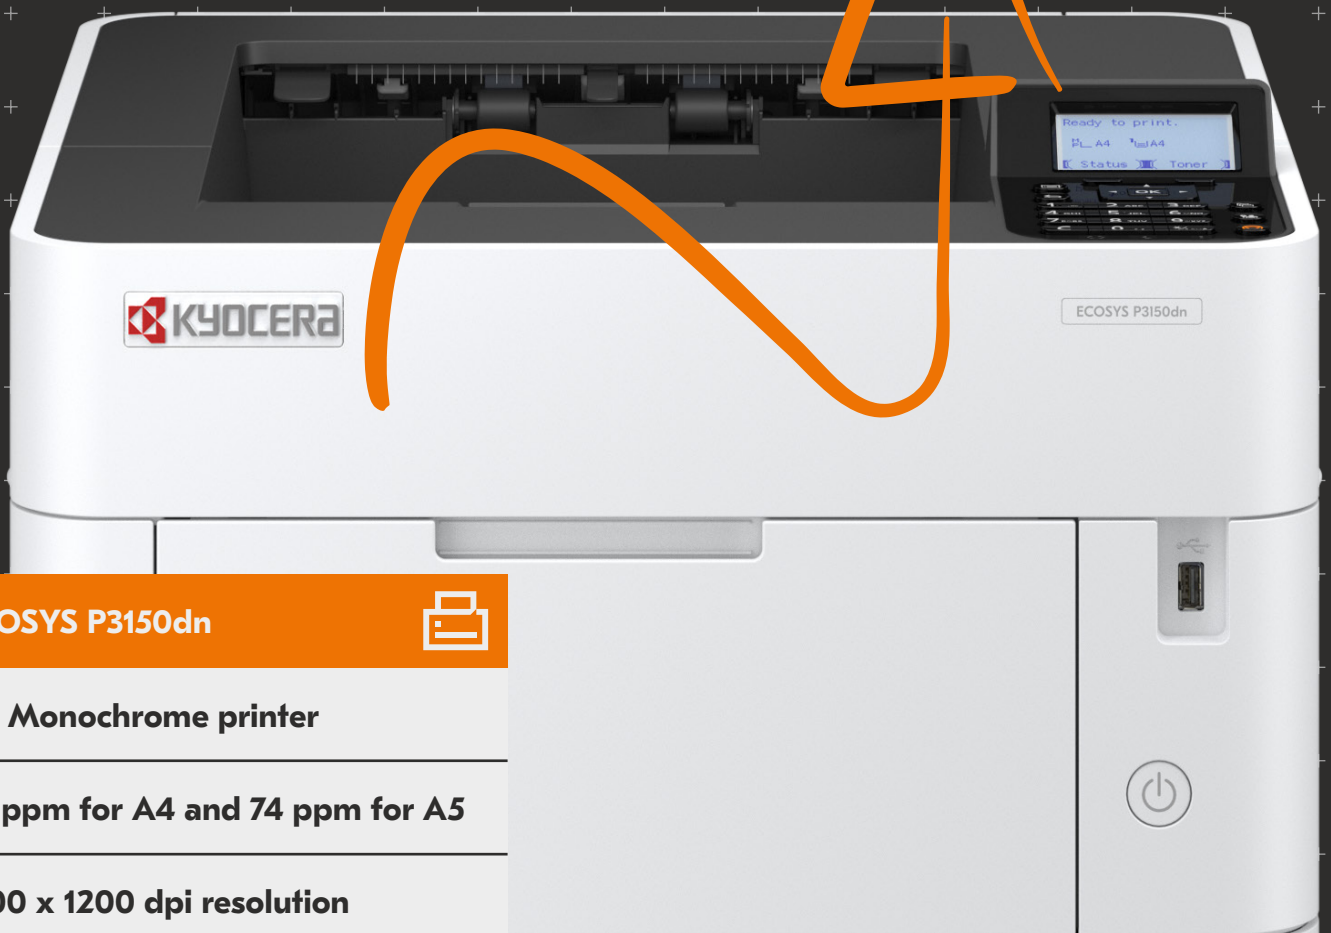 Ready to print.
A4 A4
Status Toner
OK
KYOCERA
ECOSYS P3150dn
OSYS P3150dn
Monochrome printer
ppm for A4 and 74 ppm for A5
00 x 1200 dpi resolution